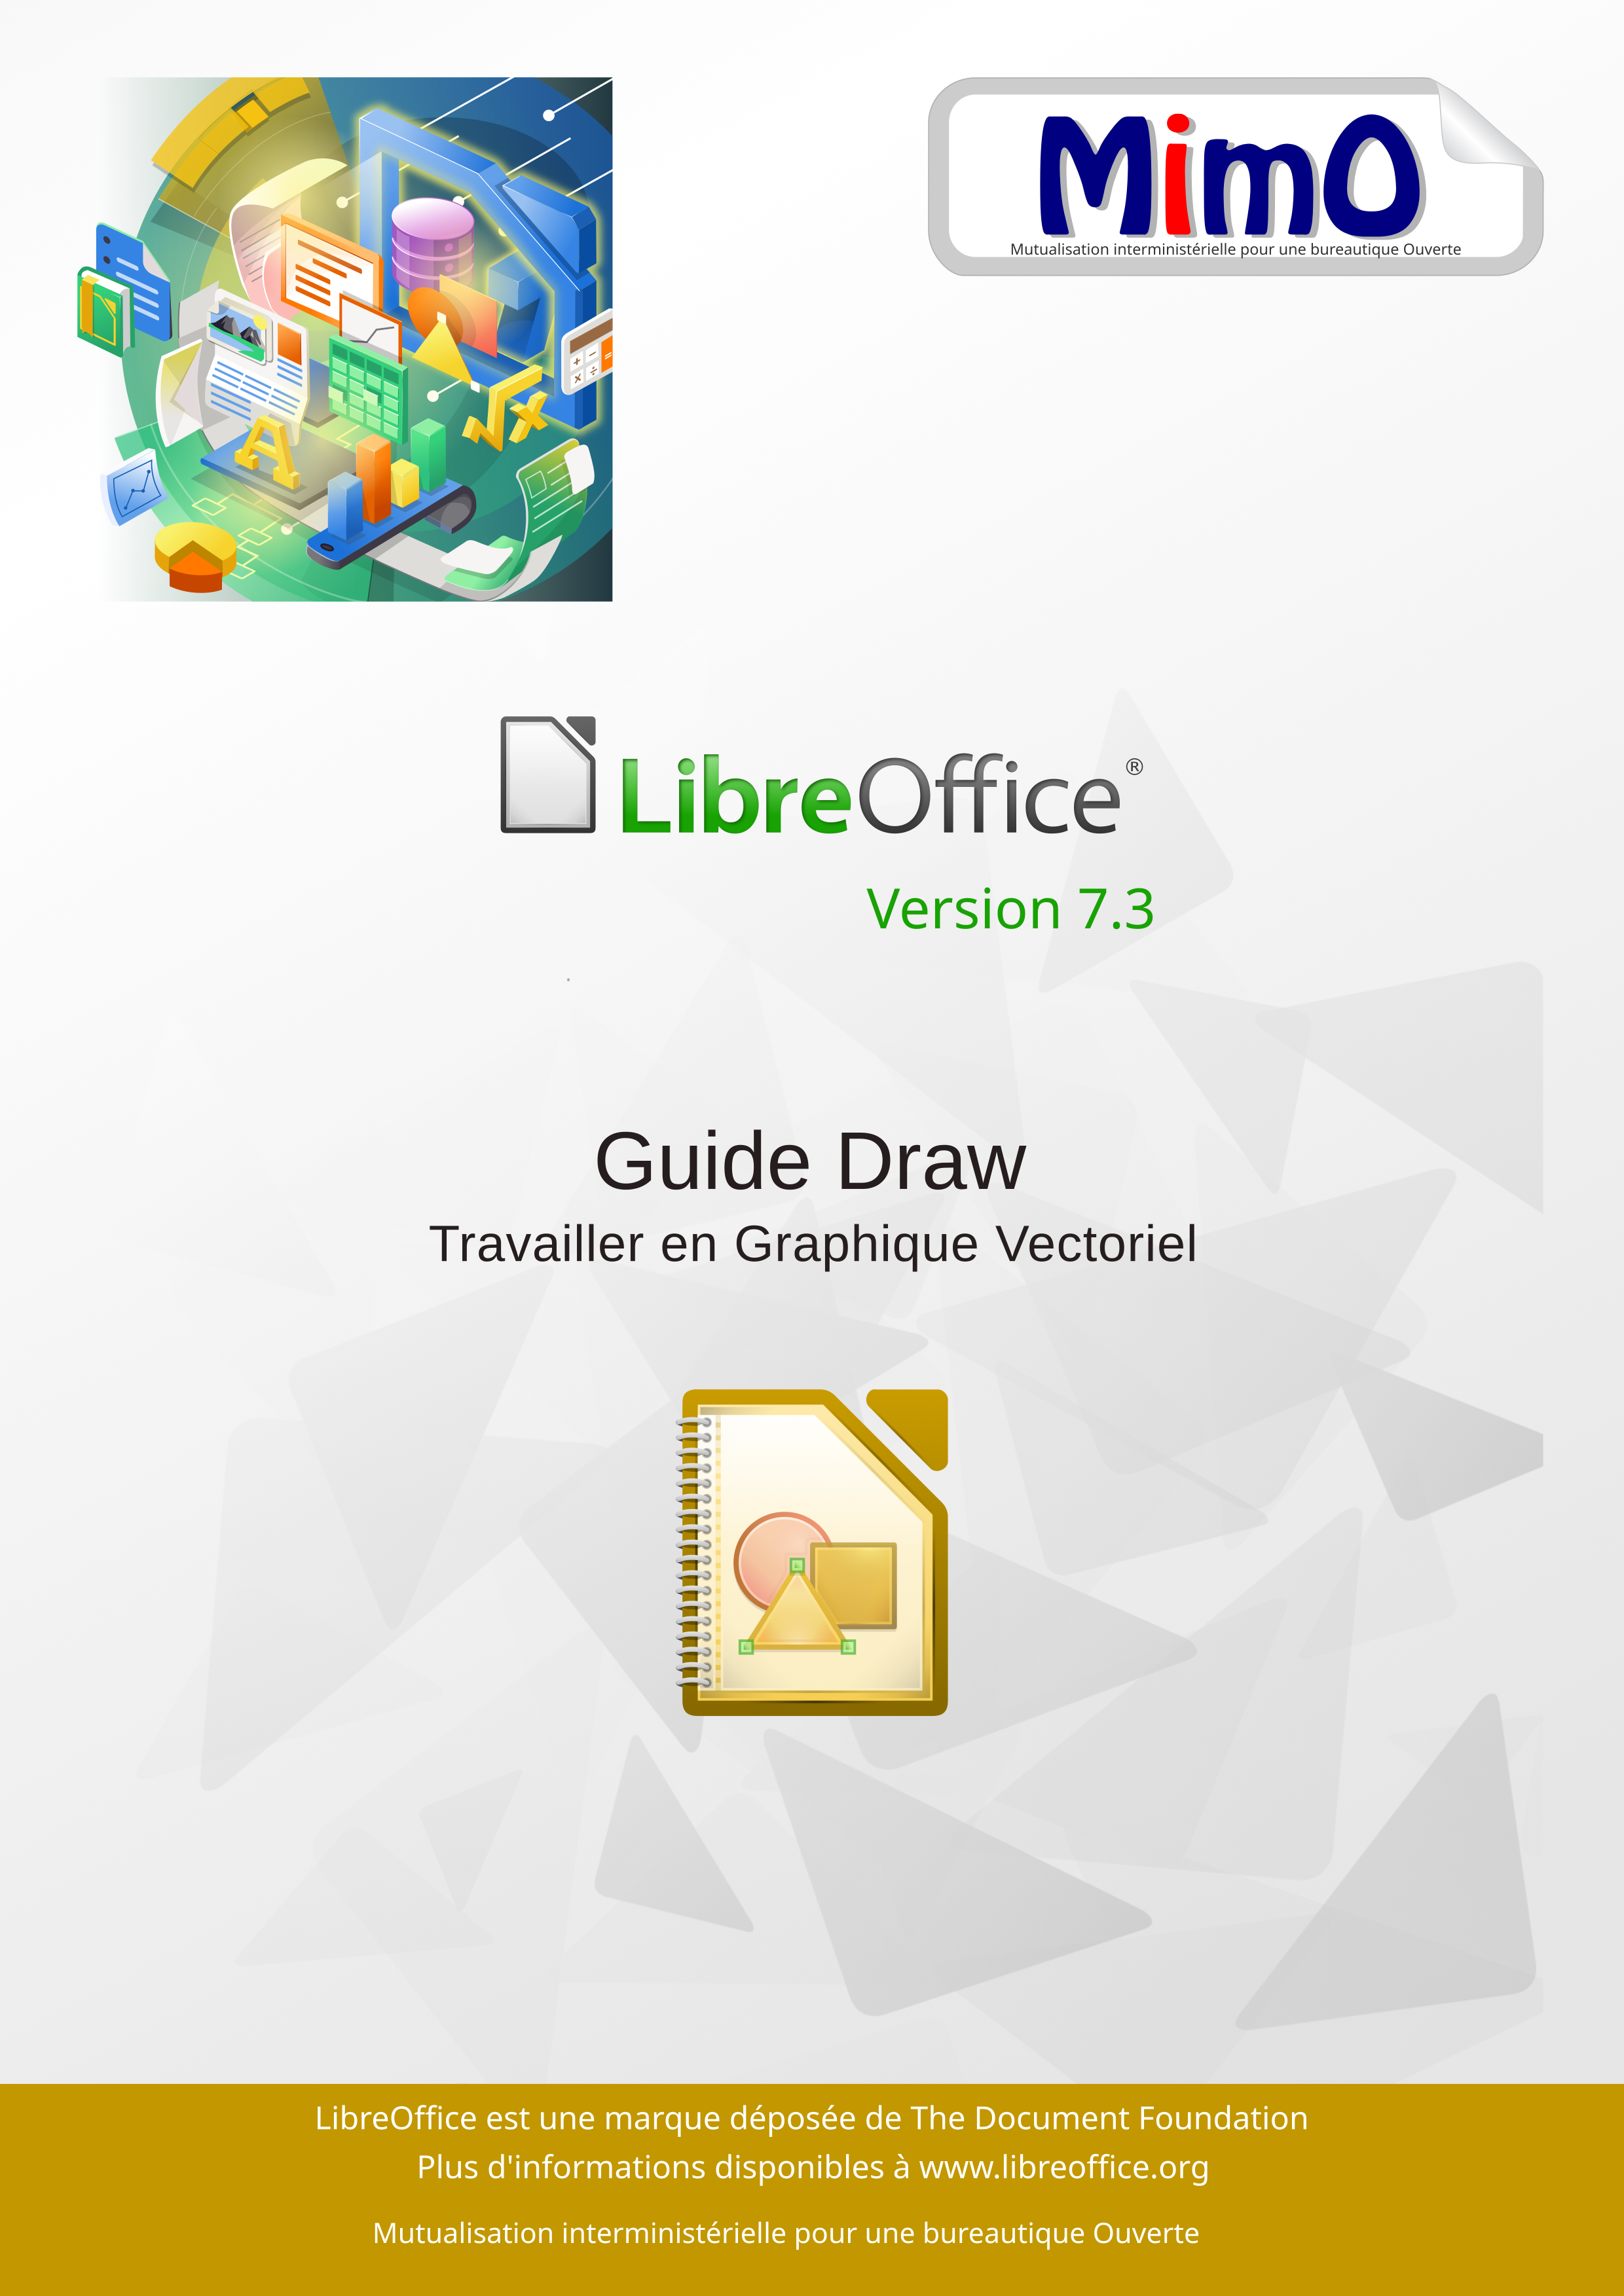 MimO
Mutualisation interministérielle pour une bureautique Ouverte
LibreOffice®
Version 7.3
Guide Draw
Travailler en Graphique Vectoriel
LibreOffice est une marque déposée de The Document Foundation
Plus d'informations disponibles à www.libreoffice.org
Mutualisation interministérielle pour une bureautique Ouverte